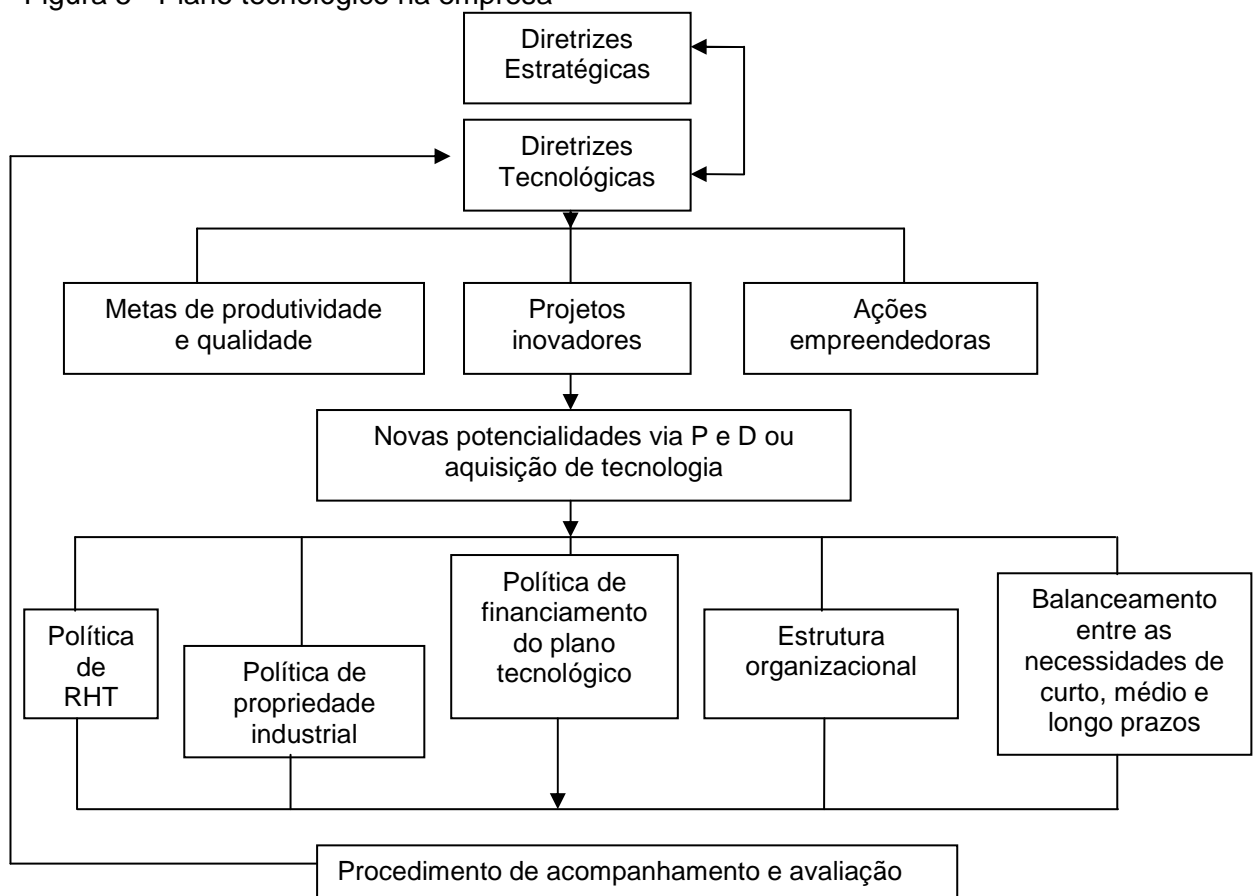 Figura 3 - Plano tecnológico na empresa
Diretrizes
Estratégicas
Diretrizes
Tecnológicas
Metas de produtividade
e qualidade
Projetos
inovadores
Ações
empreendedoras
Novas potencialidades via P e D ou
aquisição de tecnologia
Política
de
RHT
Política de
propriedade
industrial
Política de
financiamento
do plano
tecnológico
Estrutura
organizacional
Balanceamento
entre as
necessidades de
curto, médio e
longo prazos
Procedimento de acompanhamento e avaliação